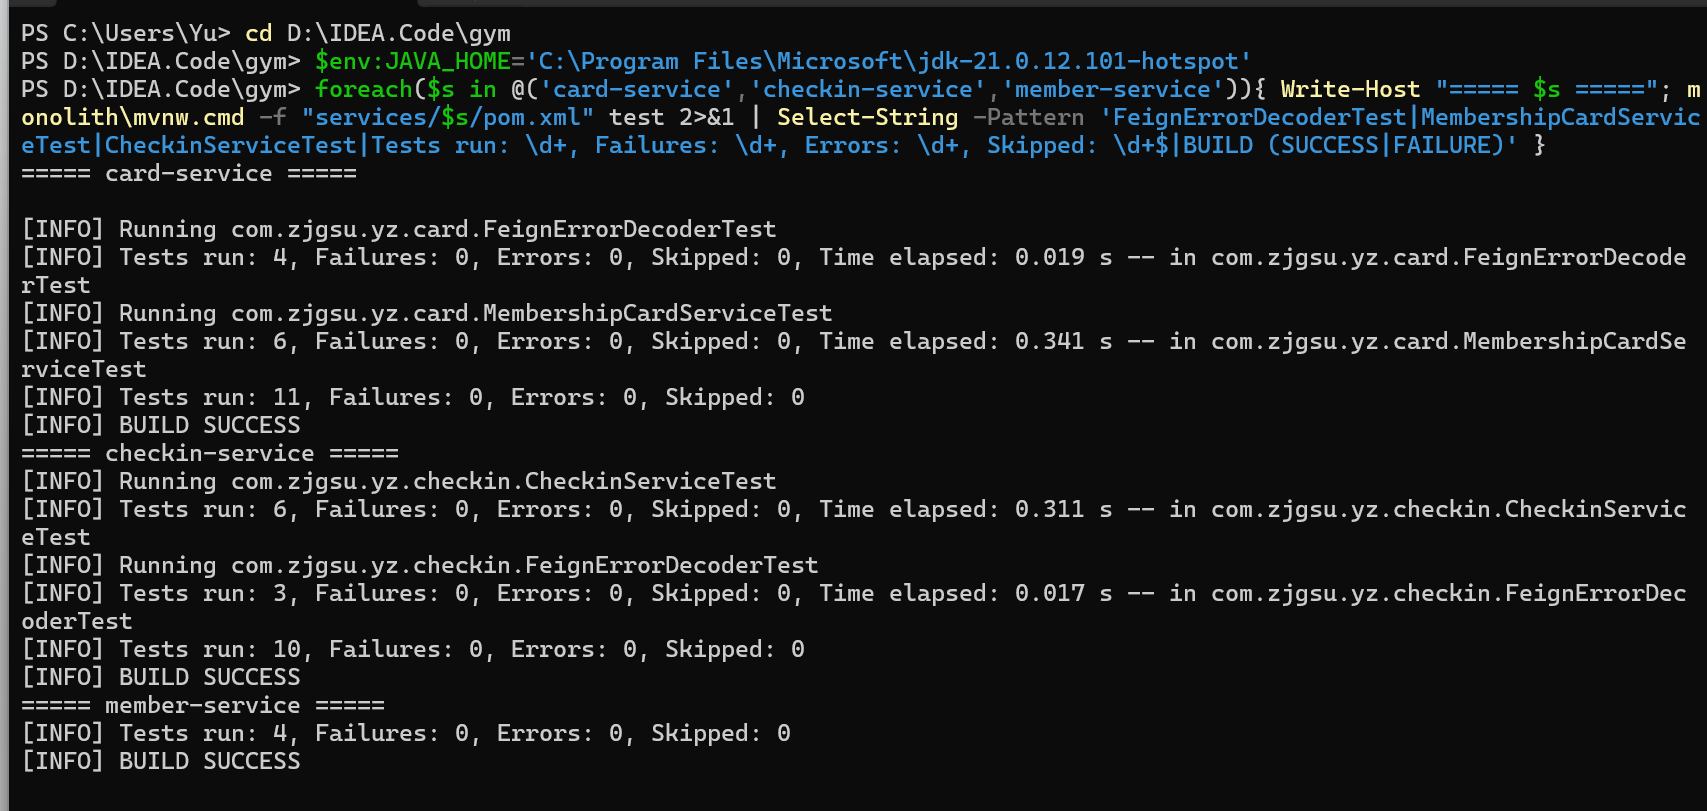 PS C:\Users\Yu> cd D:\IDEA.Code\gym
PS D:\IDEA.Code\gym> $env:JAVA_HOME='C:\Program Files\Microsoft\jdk-21.0.12.101-hotspot'
PS D:\IDEA.Code\gym> foreach($s in @('card-service','checkin-service','member-service')){ Write-Host "===== $s ====="; m
onolith\mvnw.cmd -f "services/$s/pom.xml" test 2>&1 | Select-String -Pattern 'FeignErrorDecoderTest|MembershipCardServic
eTest|CheckinServiceTest|Tests run: \d+, Failures: \d+, Errors: \d+, Skipped: \d+$|BUILD (SUCCESS|FAILURE)' }
===== card-service =====
[INFO] Running com.zjgsu.yz.card.FeignErrorDecoderTest
[INFO] Tests run: 4, Failures: 0, Errors: 0, Skipped: 0, Time elapsed: 0.019 s -- in com.zjgsu.yz.card.FeignErrorDecode
rTest
[INFO] Running com.zjgsu.yz.card.MembershipCardServiceTest
[INFO] Tests run: 6, Failures: 0, Errors: 0, Skipped: 0, Time elapsed: 0.341 s -- in com.zjgsu.yz.card.MembershipCardSe
rviceTest
[INFO] Tests run: 11, Failures: 0, Errors: 0, Skipped: 0
[INFO] BUILD SUCCESS
===== checkin-service =====
[INFO] Running com.zjgsu.yz.checkin.CheckinServiceTest
[INFO] Tests run: 6, Failures: 0, Errors: 0, Skipped: 0, Time elapsed: 0.311 s -- in com.zjgsu.yz.checkin.CheckinServic
eTest
[INFO] Running com.zjgsu.yz.checkin.FeignErrorDecoderTest
[INFO] Tests run: 3, Failures: 0, Errors: 0, Skipped: 0, Time elapsed: 0.017 s -- in com.zjgsu.yz.checkin.FeignErrorDec
oderTest
[INFO] Tests run: 10, Failures: 0, Errors: 0, Skipped: 0
[INFO] BUILD SUCCESS
===== member-service =====
[INFO] Tests run: 4, Failures: 0, Errors: 0, Skipped: 0
[INFO] BUILD SUCCESS